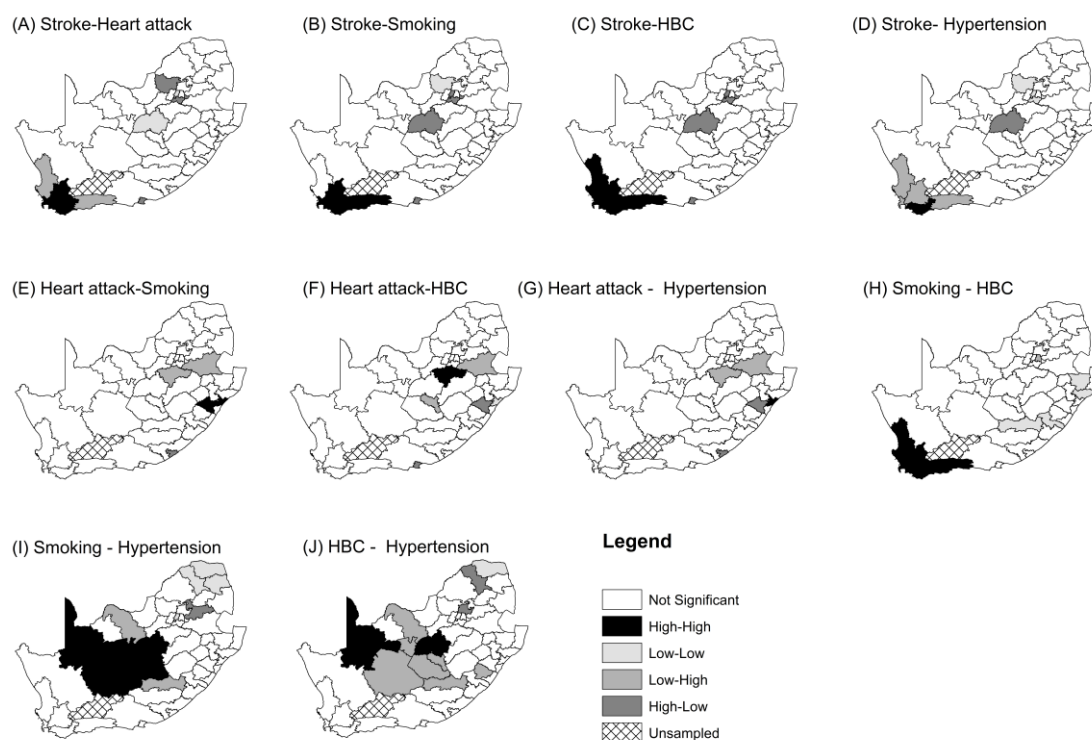 (A) Stroke-Heart attack
(B) Stroke-Smoking
(C) Stroke-HBC
(D) Stroke- Hypertension
(E) Heart attack-Smoking
(F) Heart attack-HBC
(G) Heart attack - Hypertension
(H) Smoking - HBC
(I) Smoking - Hypertension
(J) HBC - Hypertension
Legend
Not Significant
High-High
Low-Low
Low-High
High-Low
Unsampled